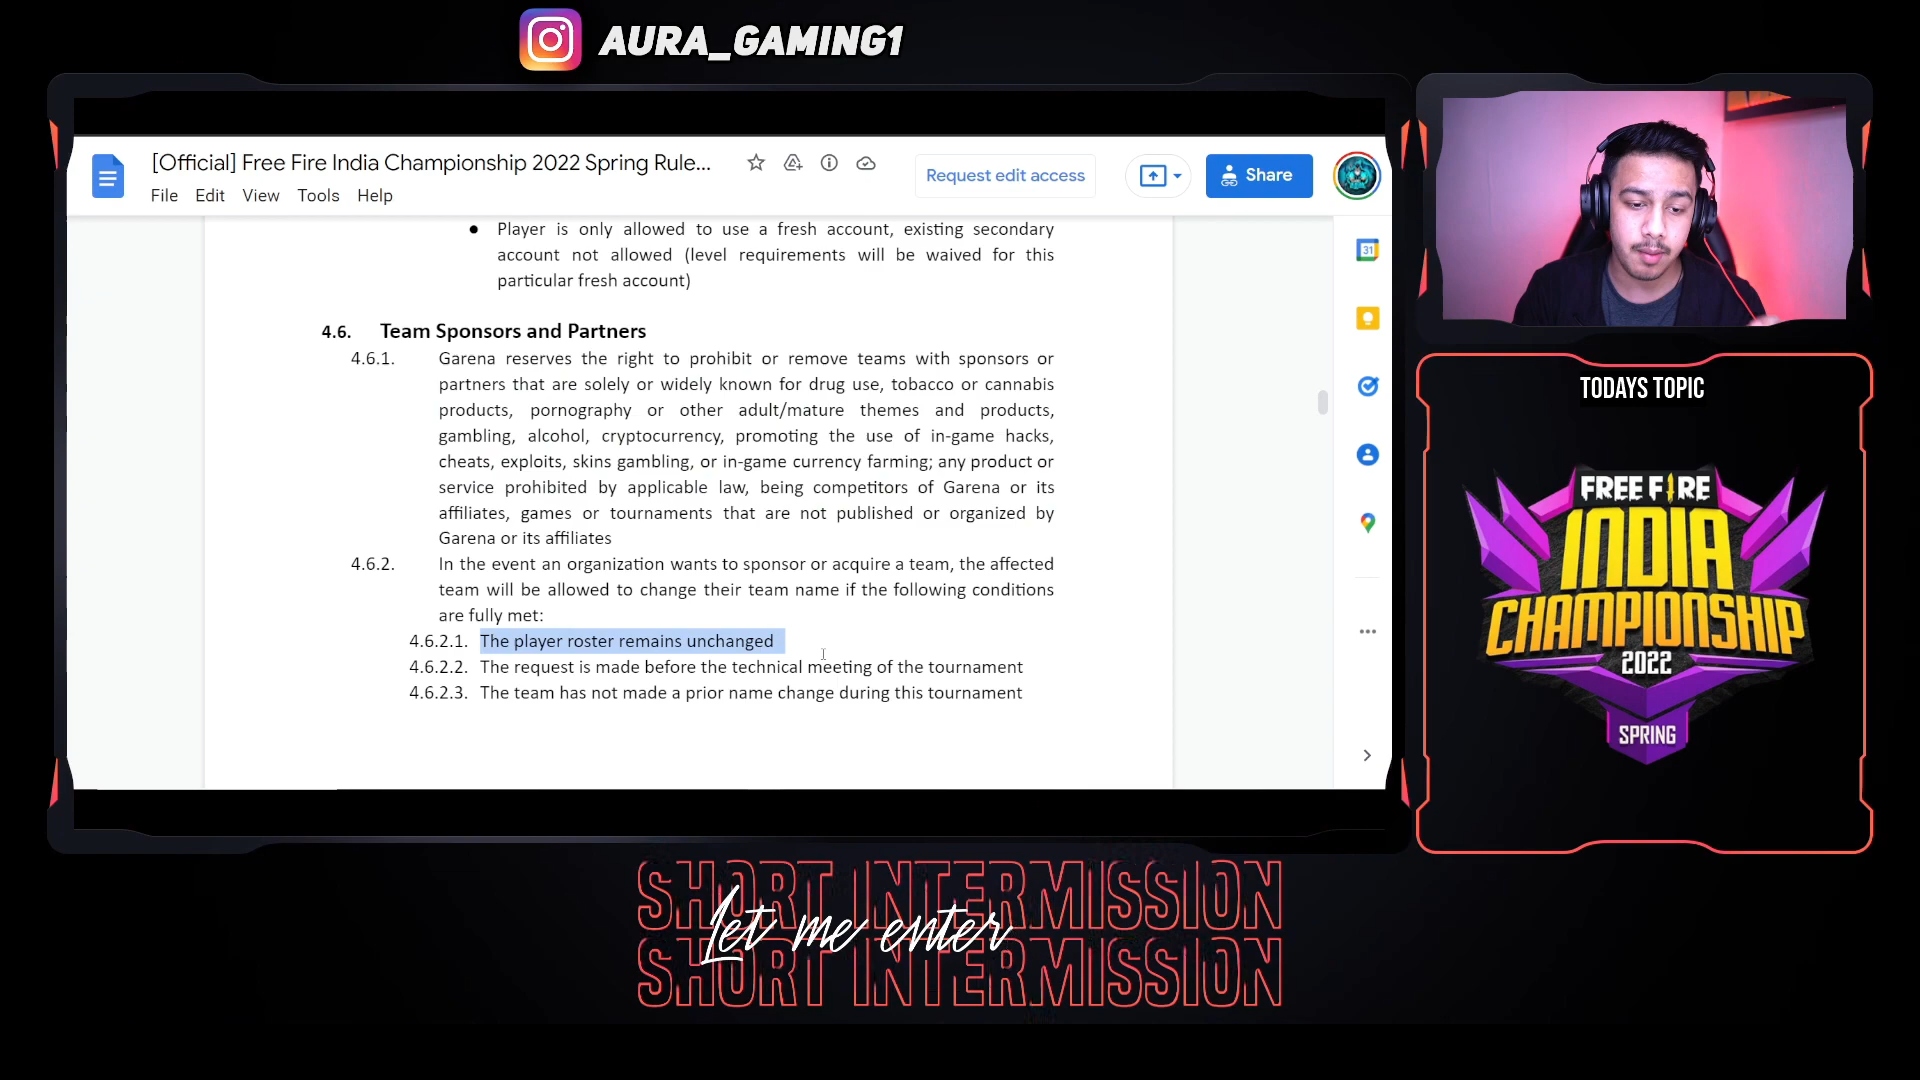 AURA_GAMING1
[Official] Free Fire India Championship 2022 Spring Rule...
Request edit access
Share
File Edit View Tools Help
Player is only allowed to use a fresh account, existing secondary
account not allowed (level requirements will be waived for this
particular fresh account)
4.6. Team Sponsors and Partners
4.6.1. Garena reserves the right to prohibit or remove teams with sponsors or
partners that are solely or widely known for drug use, tobacco or cannabis
products, pornography or other adult/mature themes and products,
gambling, alcohol, cryptocurrency, promoting the use of in-game hacks,
cheats, exploits, skins gambling, or in-game currency farming; any product or
service prohibited by applicable law, being competitors of Garena or its
affiliates, games or tournaments that are not published or organized by
Garena or its affiliates
4.6.2. In the event an organization wants to sponsor or acquire a team, the affected
team will be allowed to change their team name if the following conditions
are fully met:
4.6.2.1. The player roster remains unchanged
4.6.2.2. The request is made before the technical meeting of the tournament
4.6.2.3. The team has not made a prior name change during this tournament
31
TODAYS TOPIC
FREE FIRE
INDIA
CHAMPIONSHIP
2022
SPRING
SHORT INTERMISSION
Let me enter
SHORT INTERMISSION